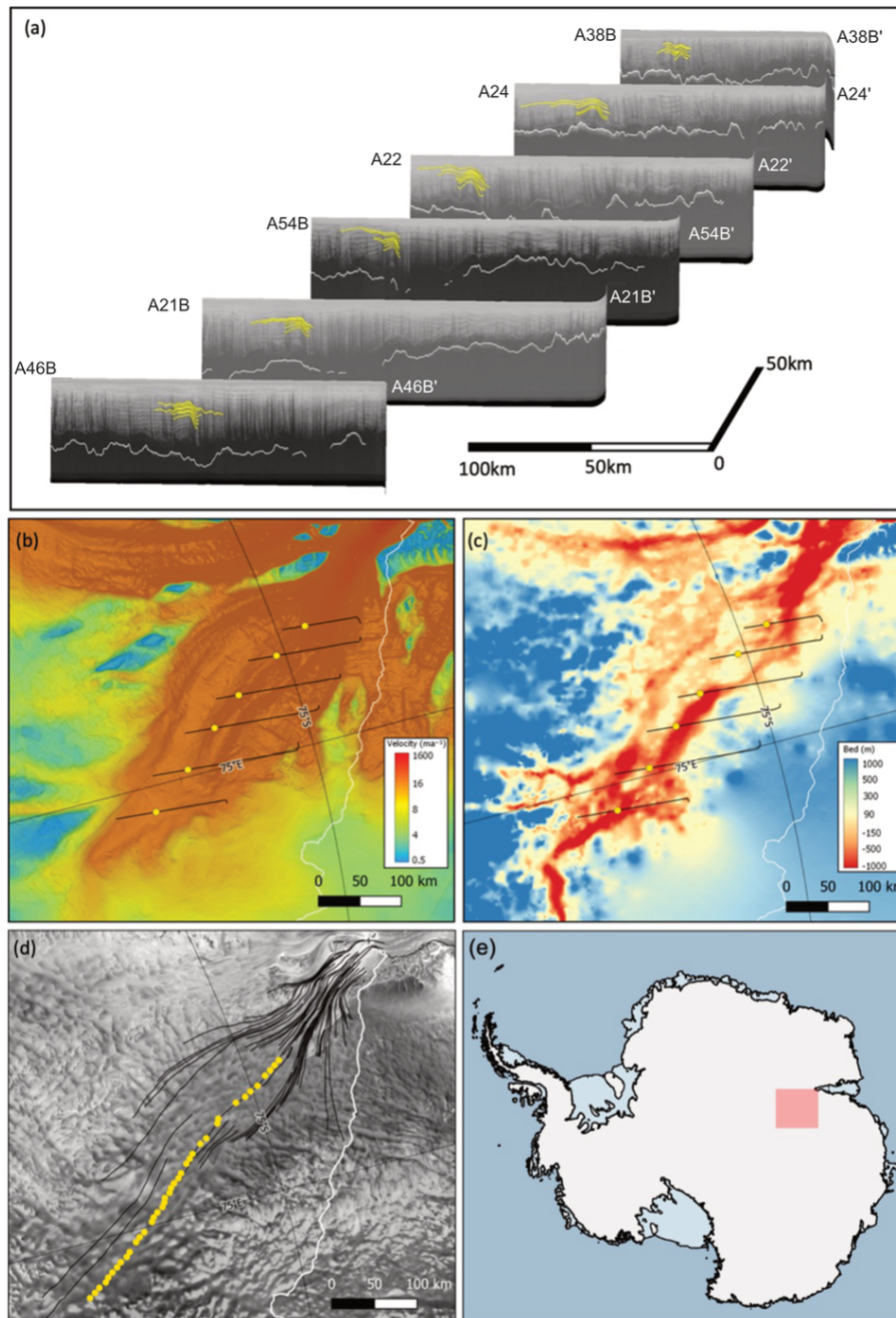 (a)
A38B
A38B'
A24
A24'
A22
A22'
A54B
A54B'
A21B
A21B'
A46B
A46B'
50km
100km
50km
0
(b)
75°S
75°E
Velocity (ma⁻¹)
1600
16
8
4
0.5
0 50 100 km
(c)
75°S
75°E
Bed (m)
1000
500
90
-150
-500
-1000
0 50 100 km
(d)
75°S
75°E
0 50 100 km
(e)